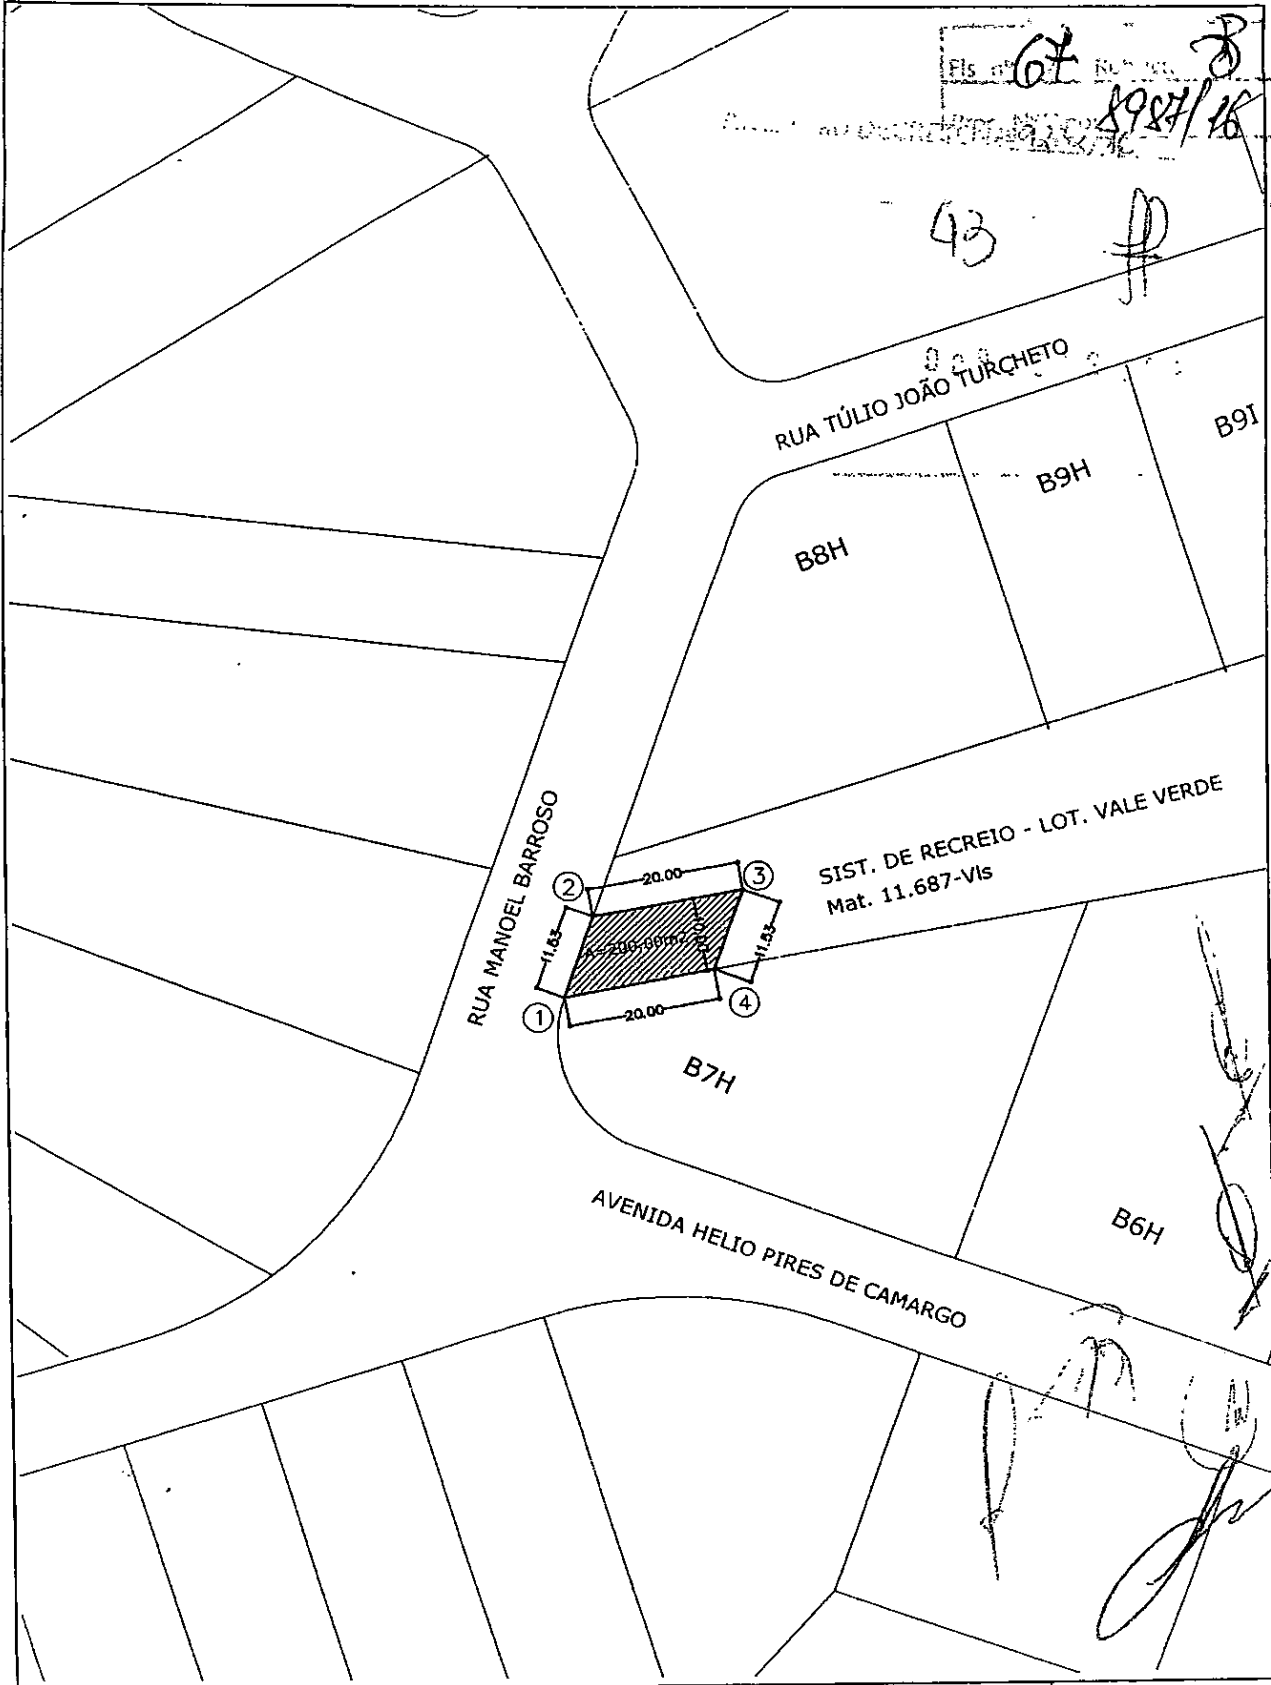 Fls nº 67
8987/16
43
RUA TÚLIO JOÃO TURCHETO
B9I
B9H
B8H
SIST. DE RECREIO - LOT. VALE VERDE
Mat. 11.687-Vls
RUA MANOEL BARROSO
2
20.00
3
11.53
A=200,00m2
10.00
11.53
1
20.00
4
B7H
AVENIDA HELIO PIRES DE CAMARGO
B6H